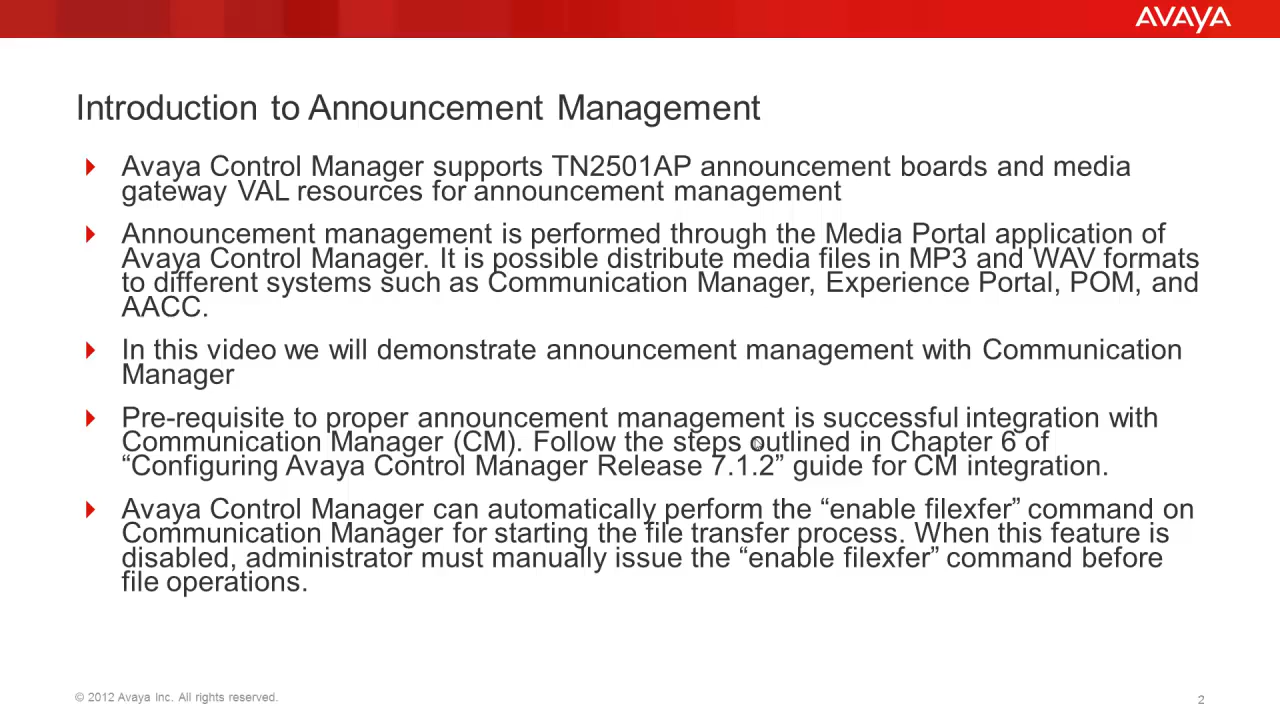 AVAYA
Introduction to Announcement Management
Avaya Control Manager supports TN2501AP announcement boards and media
gateway VAL resources for announcement management
Announcement management is performed through the Media Portal application of
Avaya Control Manager. It is possible distribute media files in MP3 and WAV formats
to different systems such as Communication Manager, Experience Portal, POM, and
AACC.
In this video we will demonstrate announcement management with Communication
Manager
Pre-requisite to proper announcement management is successful integration with
Communication Manager (CM). Follow the steps outlined in Chapter 6 of
“Configuring Avaya Control Manager Release 7.1.2” guide for CM integration.
Avaya Control Manager can automatically perform the “enable filexfer” command on
Communication Manager for starting the file transfer process. When this feature is
disabled, administrator must manually issue the “enable filexfer” command before
file operations.
© 2012 Avaya Inc. All rights reserved.
2